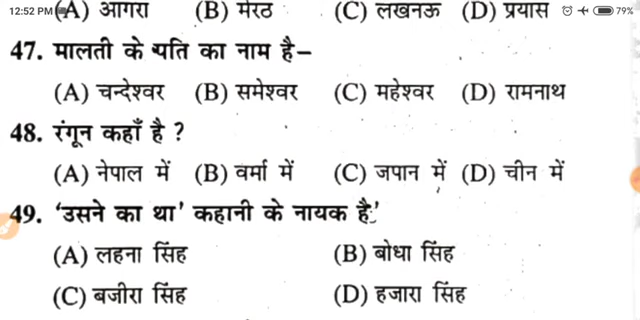 12:52 PM 79%
(A) आगरा (B) मेरठ (C) लखनऊ (D) प्रयास
47. मालती के पति का नाम है–
(A) चन्देश्वर (B) समेश्वर (C) महेश्वर (D) रामनाथ
48. रंगून कहाँ है ?
(A) नेपाल में (B) वर्मा में (C) जपान में (D) चीन में
49. ‘उसने का था’ कहानी के नायक है:’
(A) लहना सिंह (B) बोधा सिंह
(C) बजीरा सिंह (D) हजारा सिंह